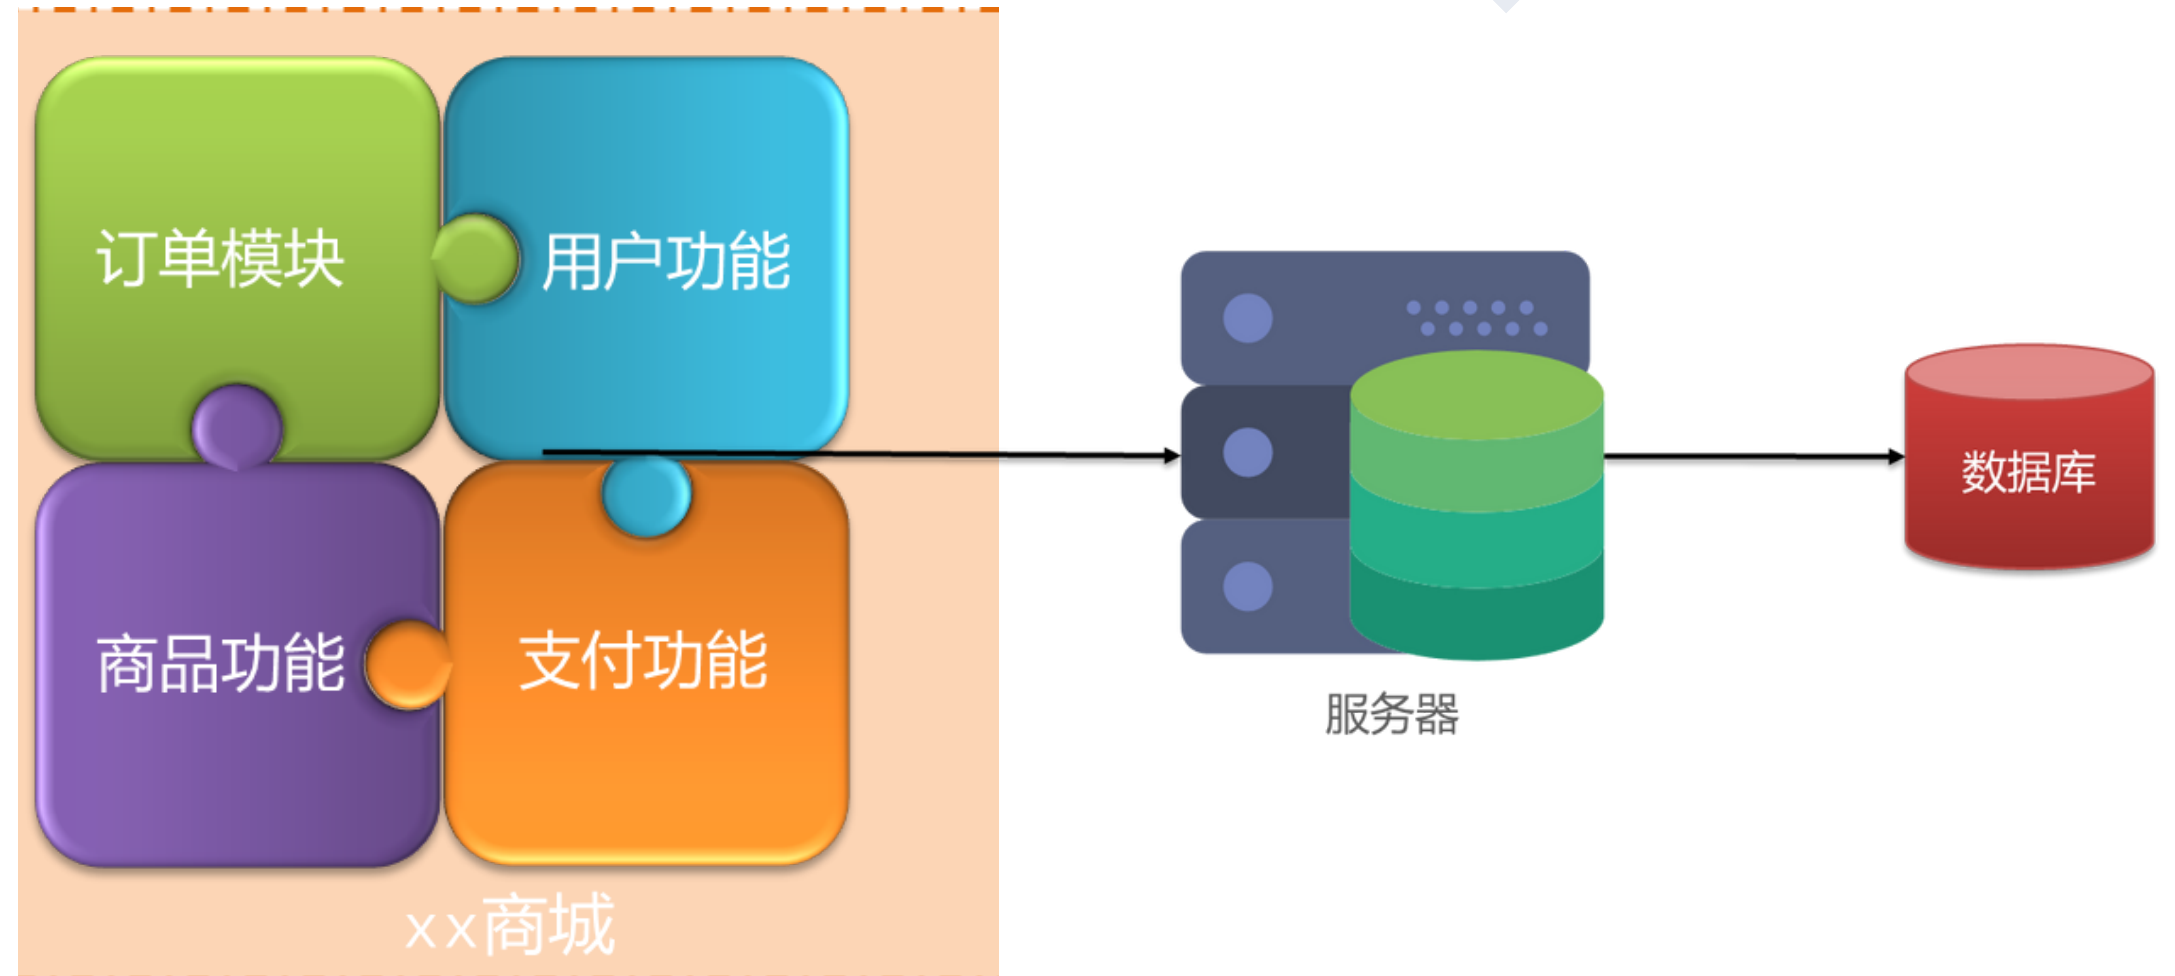 订单模块
用户功能
商品功能
支付功能
xx商城
服务器
数据库